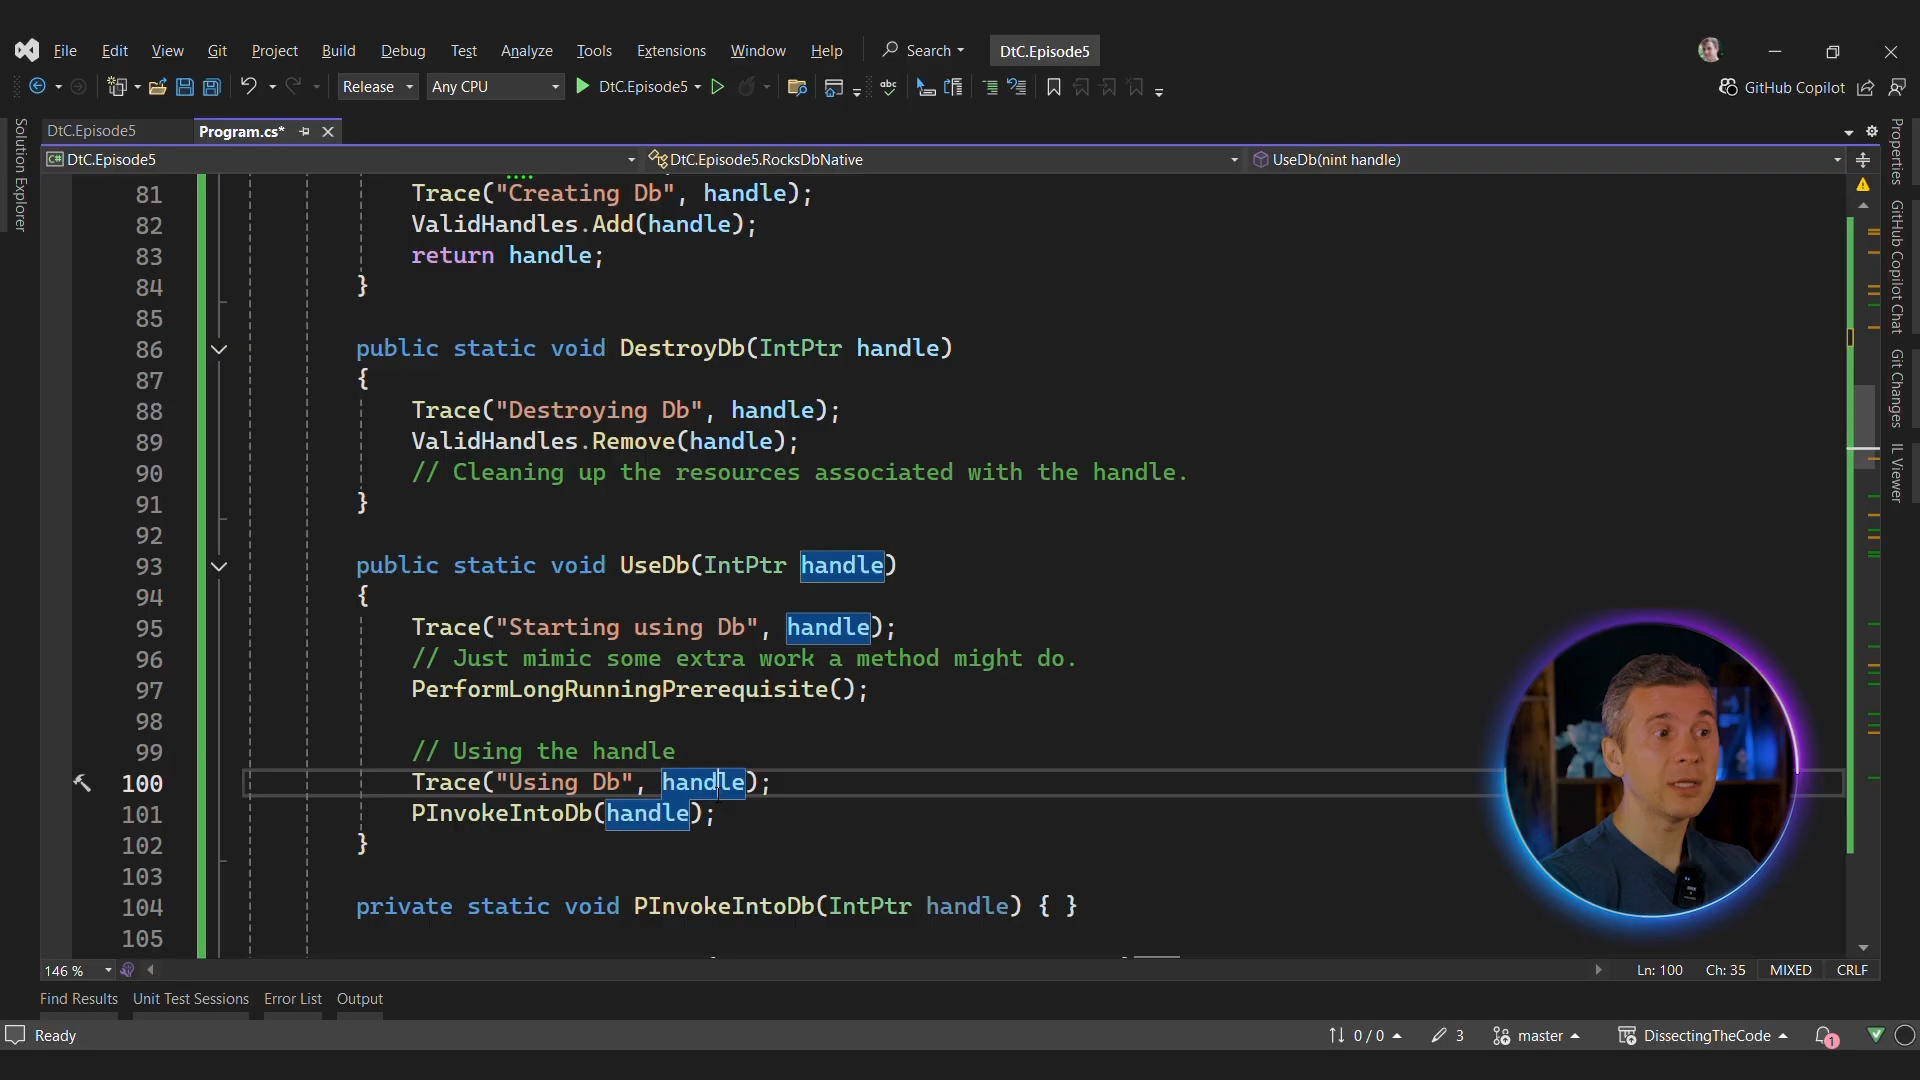 File Edit View Git Project Build Debug Test Analyze Tools Extensions Window Help Search DtC.Episode5
Release Any CPU DtC.Episode5 GitHub Copilot
DtC.Episode5 Program.cs*
C# DtC.Episode5 DtC.Episode5.RocksDbNative UseDb(nint handle)
Solution Explorer
Properties
GitHub Copilot Chat
Git Changes
IL Viewer
81 Trace("Creating Db", handle);
82 ValidHandles.Add(handle);
83 return handle;
84 }
85
86 public static void DestroyDb(IntPtr handle)
87 {
88 Trace("Destroying Db", handle);
89 ValidHandles.Remove(handle);
90 // Cleaning up the resources associated with the handle.
91 }
92
93 public static void UseDb(IntPtr handle)
94 {
95 Trace("Starting using Db", handle);
96 // Just mimic some extra work a method might do.
97 PerformLongRunningPrerequisite();
98
99 // Using the handle
100 Trace("Using Db", handle);
101 PInvokeIntoDb(handle);
102 }
103
104 private static void PInvokeIntoDb(IntPtr handle) { }
105
146 % Ln: 100 Ch: 35 MIXED CRLF
Find Results Unit Test Sessions Error List Output
Ready 0 / 0 3 master DissectingTheCode 1